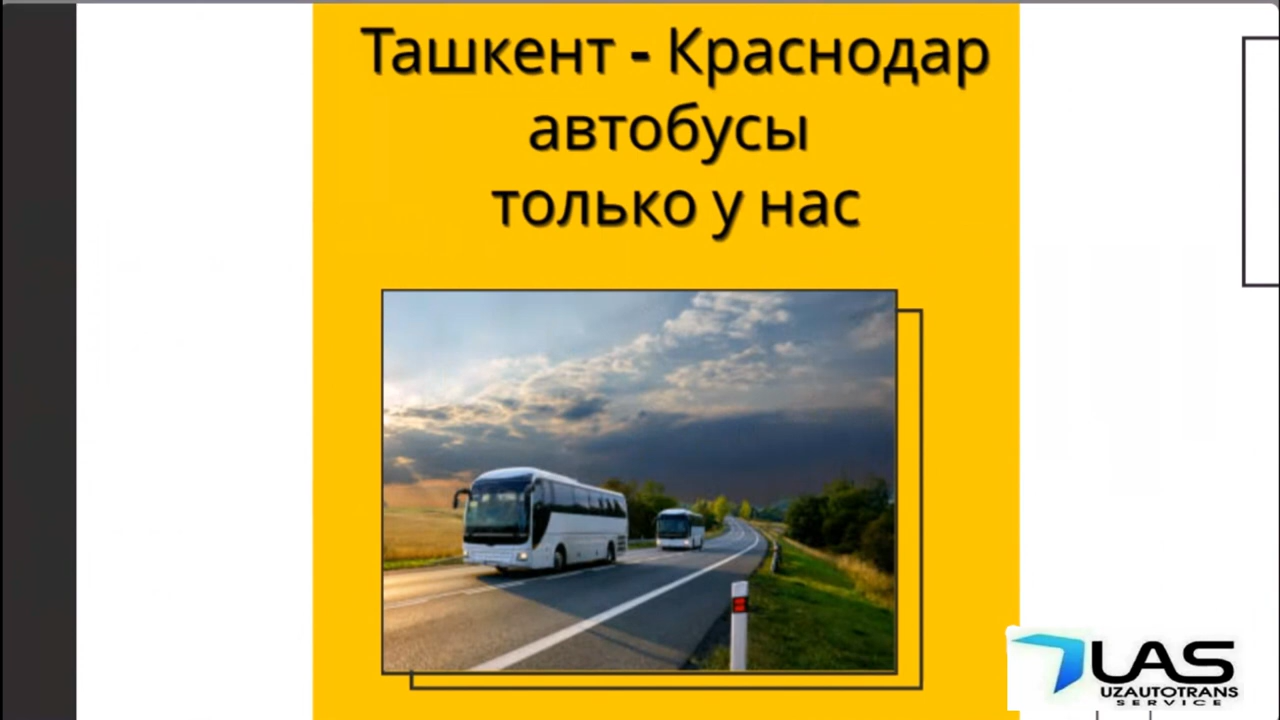 Ташкент - Краснодар
автобусы
только у нас
UAS
UZAUTOTRANS
SERVICE